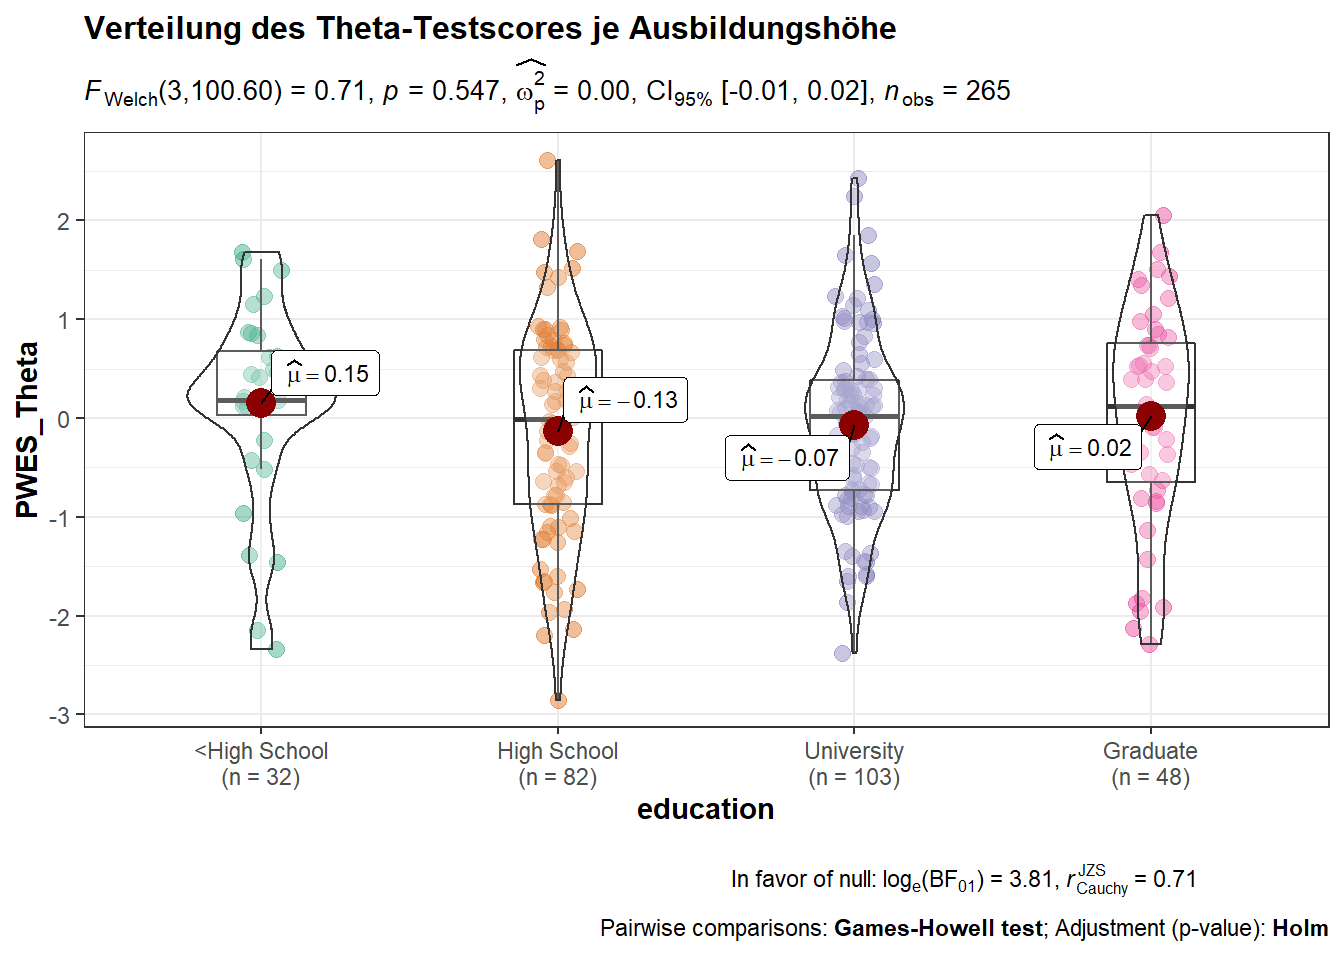 Verteilung des Theta-Testscores je Ausbildungshöhe
F Welch(3,100.60) = 0.71, p = 0.547, ω̂²p = 0.00, CI95% [-0.01, 0.02], nobs = 265
PWES_Theta
2
1
0
-1
-2
-3
μ̂ = 0.15
μ̂ = −0.13
μ̂ = −0.07
μ̂ = 0.02
<High School High School University Graduate
(n = 32) (n = 82) (n = 103) (n = 48)
education
In favor of null: loge(BF01) = 3.81, r JZS Cauchy = 0.71
Pairwise comparisons: Games-Howell test; Adjustment (p-value): Holm